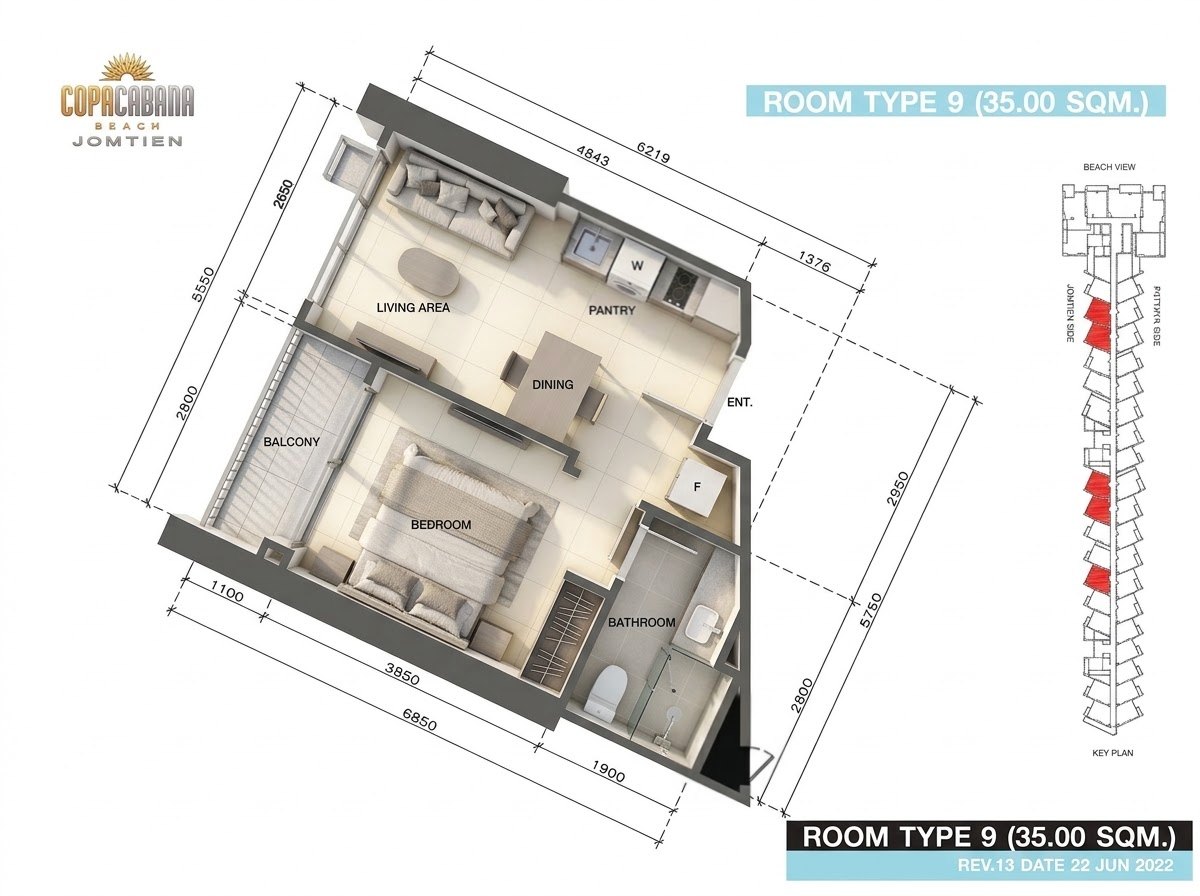 COPACABANA
BEACH
JOMTIEN
ROOM TYPE 9 (35.00 SQM.)
6219
4843
1376
2650
5550
2800
W
LIVING AREA
PANTRY
DINING
ENT.
BALCONY
BEDROOM
F
2950
5750
2800
BATHROOM
1100
3850
6850
1900
BEACH VIEW
JOMTIEN SIDE
KEY PLAN
ROOM TYPE 9 (35.00 SQM.)
REV.13 DATE 22 JUN 2022